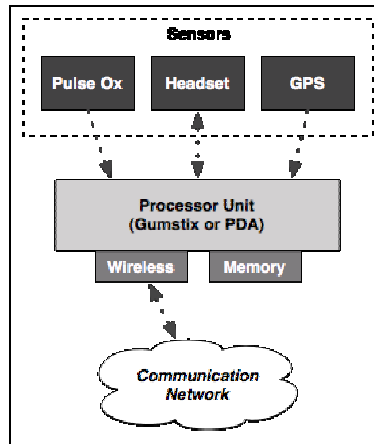 Sensors
Pulse Ox
Headset
GPS
Processor Unit
(Gumstix or PDA)
Wireless
Memory
Communication
Network